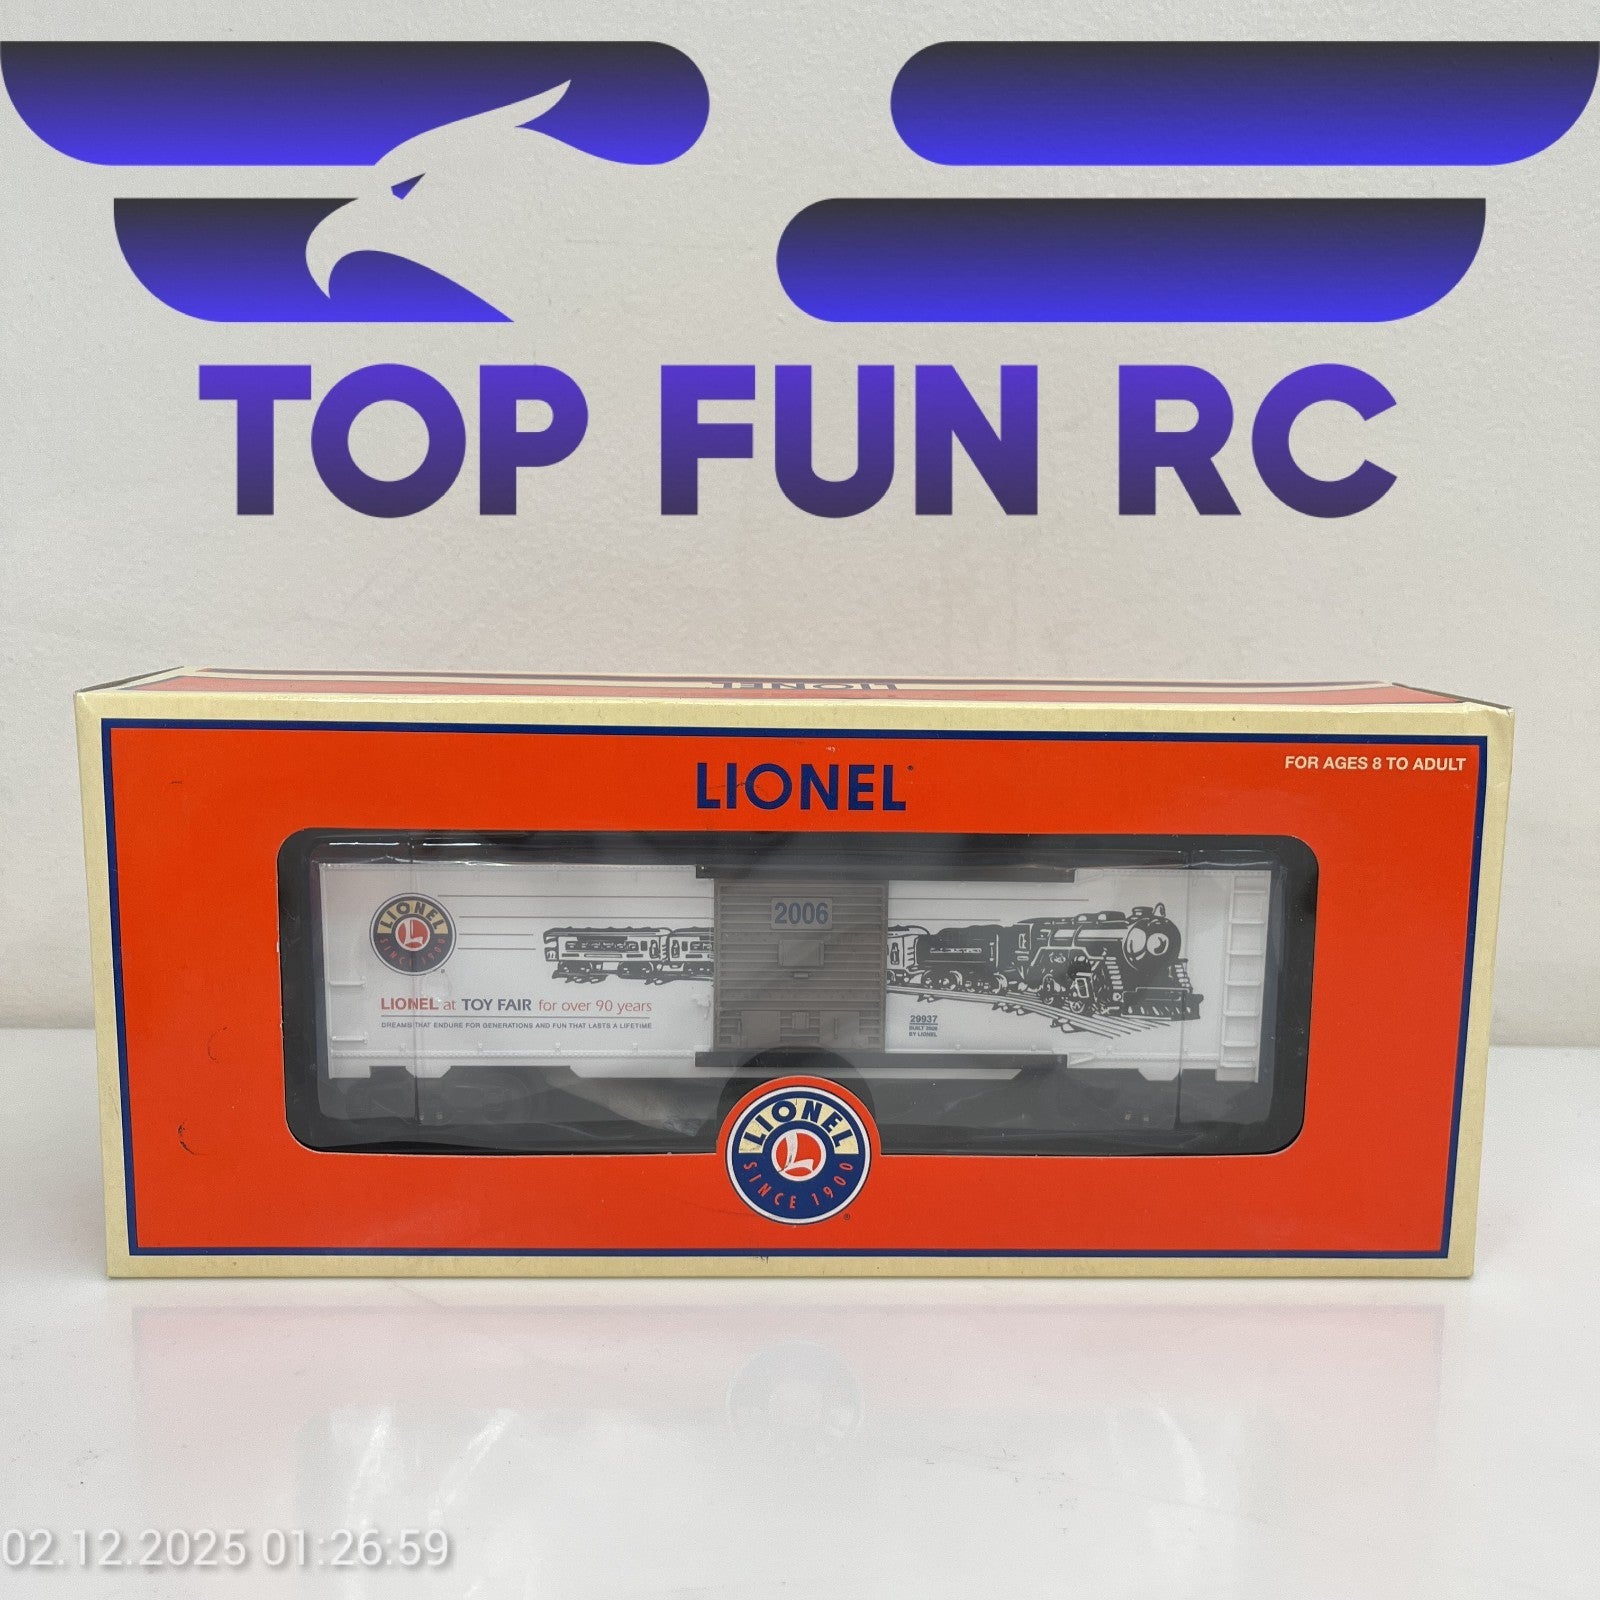 TOP FUN RC
LIONEL
LIONEL®
FOR AGES 8 TO ADULT
LIONEL
L
SINCE 1900
®
2006
LIONEL at TOY FAIR for over 90 years
DREAMS THAT ENDURE FOR GENERATIONS AND FUN THAT LASTS A LIFETIME
29937
BUILT 2006
BY LIONEL
LIONEL
L
SINCE 1900
®
02.12.2025 01:26:59